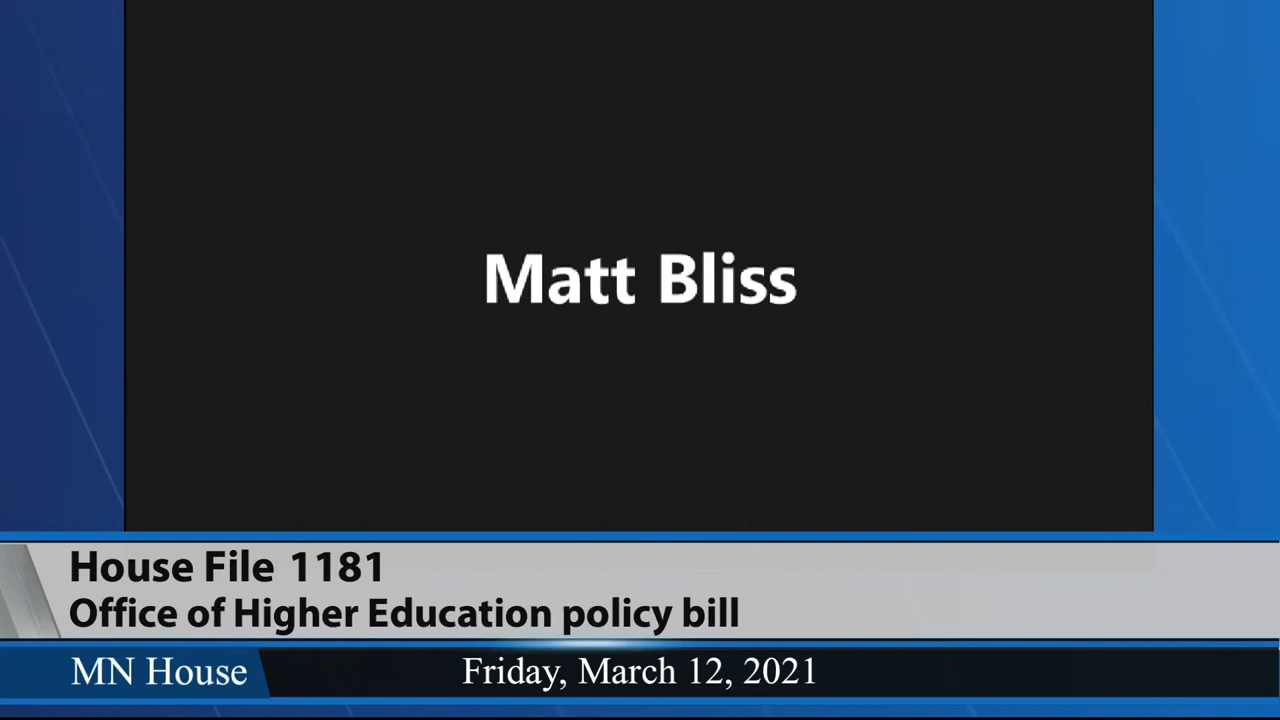 Matt Bliss
House File 1181
Office of Higher Education policy bill
MN House
Friday, March 12, 2021